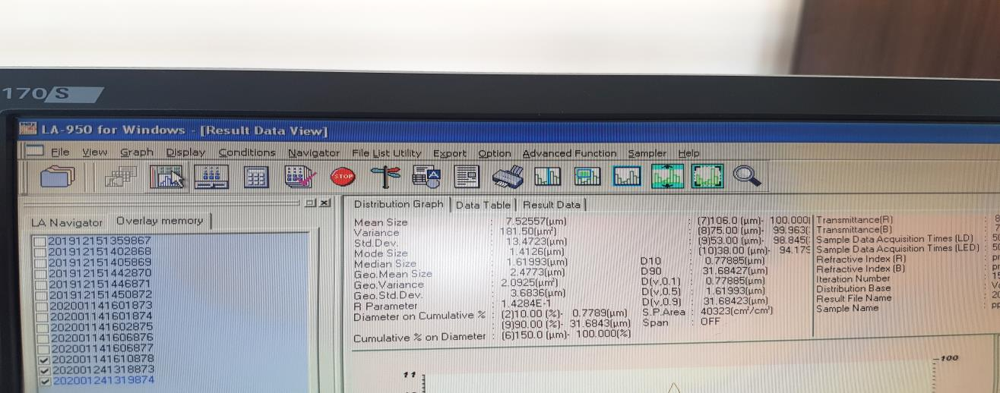 170/S
LA-950 for Windows - [Result Data View]
File View Graph Display Conditions Navigator File List Utility Export Option Advanced Function Sampler Help
STOP
A
LA Navigator Overlay memory
201912151359867
201912151402868
201912151405869
201912151442870
201912151446871
201912151450872
202001141601873
202001141601874
202001141602875
202001141606876
202001141606877
202001141610878
202001241318873
202001241319874
Distribution Graph Data Table Result Data
Mean Size : 7.52557(µm)
Variance : 181.50(µm²)
Std.Dev. : 13.4723(µm)
Mode Size : 1.4126(µm)
Median Size : 1.61993(µm)
Geo.Mean Size : 2.4773(µm)
Geo.Variance : 2.0925(µm²)
Geo.Std.Dev. : 3.6836(µm)
R Parameter : 1.4284E-1
Diameter on Cumulative % : (2)10.00 (%)- 0.7789(µm)
: (9)90.00 (%)- 31.6843(µm)
Cumulative % on Diameter : (6)150.0 (µm)- 100.000(%)
: (7)106.0 (µm)- 100.000(
: (8)75.00 (µm)- 99.963(
: (9)53.00 (µm)- 98.845(
: (10)38.00 (µm)- 94.179
D10 : 0.77885(µm)
D90 : 31.68427(µm)
D(v,0.1) : 0.77885(µm)
D(v,0.5) : 1.61993(µm)
D(v,0.9) : 31.68423(µm)
S.P.Area : 40323(cm²/cm³)
Span : OFF
Transmittance(R) :
Transmittance(B) :
Sample Data Acquisition Times (LD) :
Sample Data Acquisition Times (LED) :
Refractive Index (R) :
Refractive Index (B) :
Iteration Number :
Distribution Base :
Result File Name :
Sample Name :
11
100